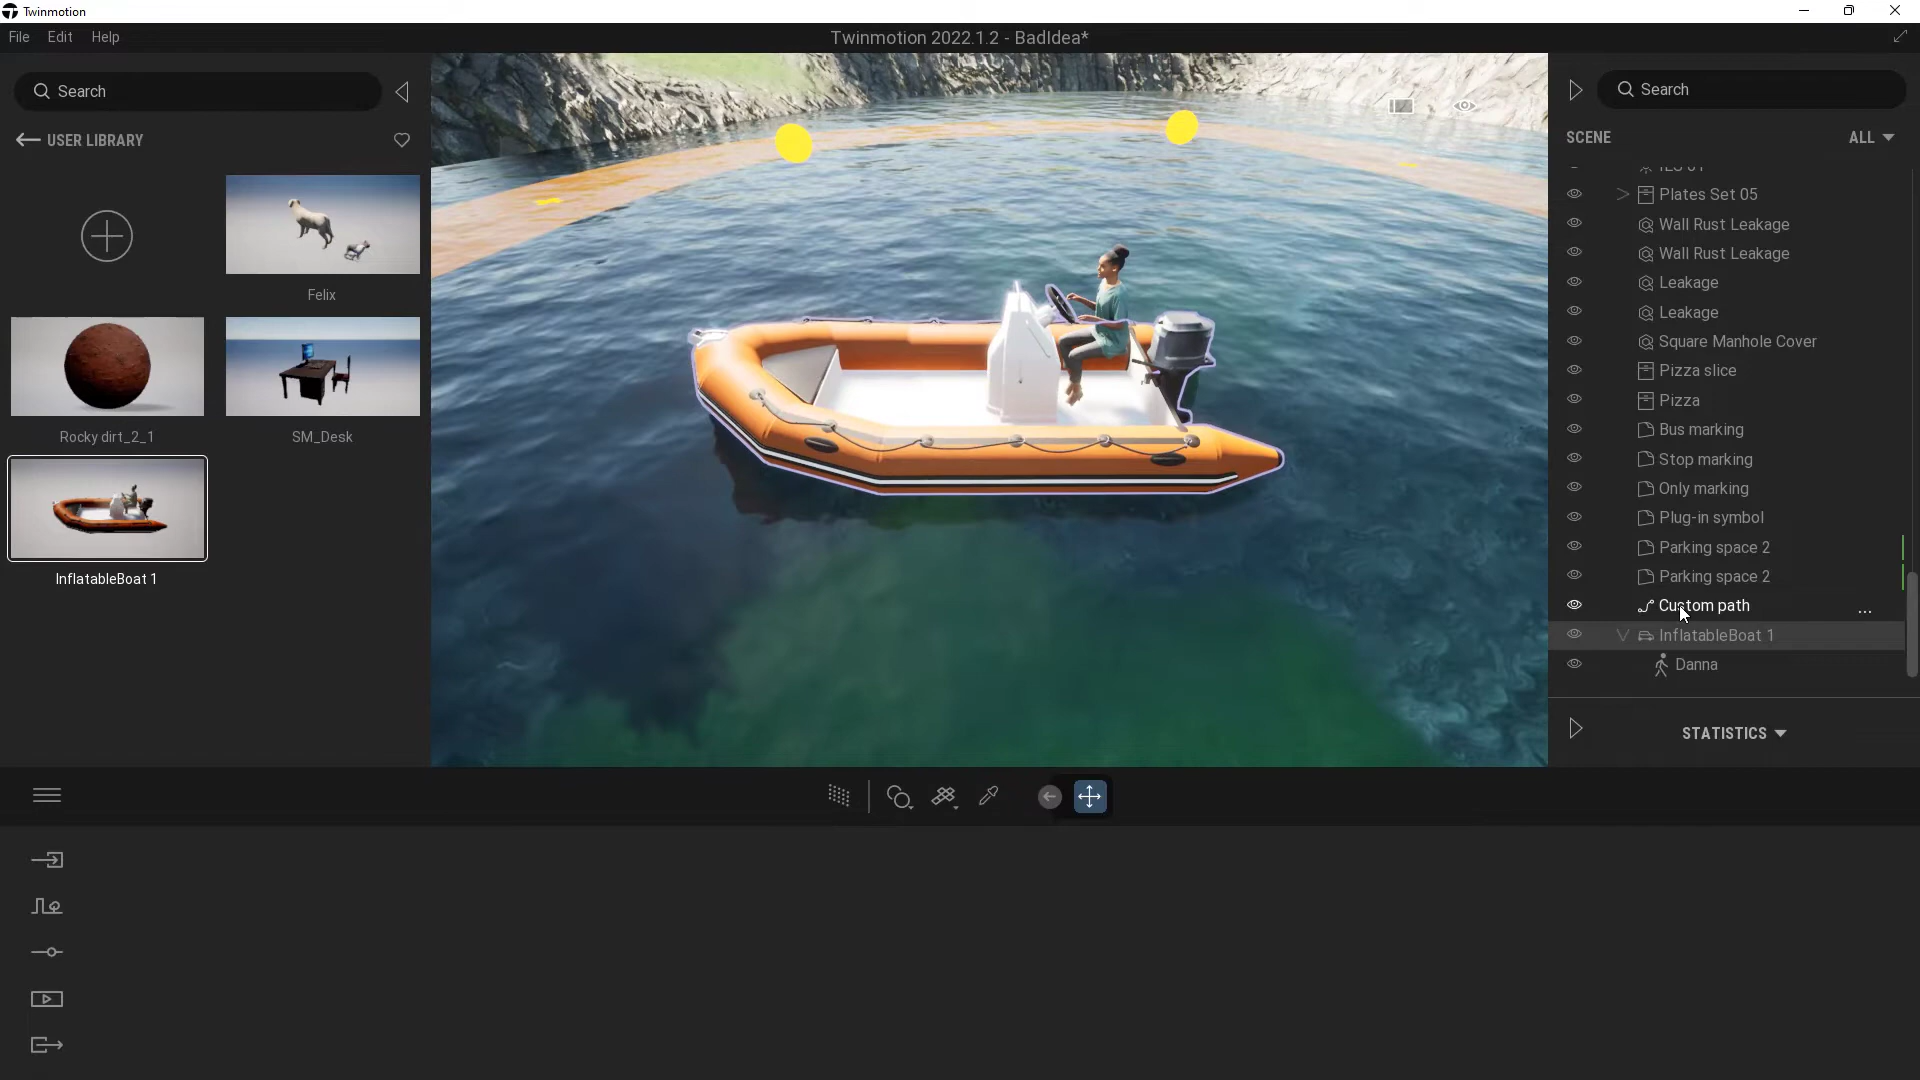 Twinmotion
File Edit Help
Twinmotion 2022.1.2 - BadIdea*
Search
USER LIBRARY
Felix
Rocky dirt_2_1
SM_Desk
InflatableBoat 1
Search
SCENE
ALL
Plates Set 05
Wall Rust Leakage
Wall Rust Leakage
Leakage
Leakage
Square Manhole Cover
Pizza slice
Pizza
Bus marking
Stop marking
Only marking
Plug-in symbol
Parking space 2
Parking space 2
Custom path ...
InflatableBoat 1
Danna
STATISTICS